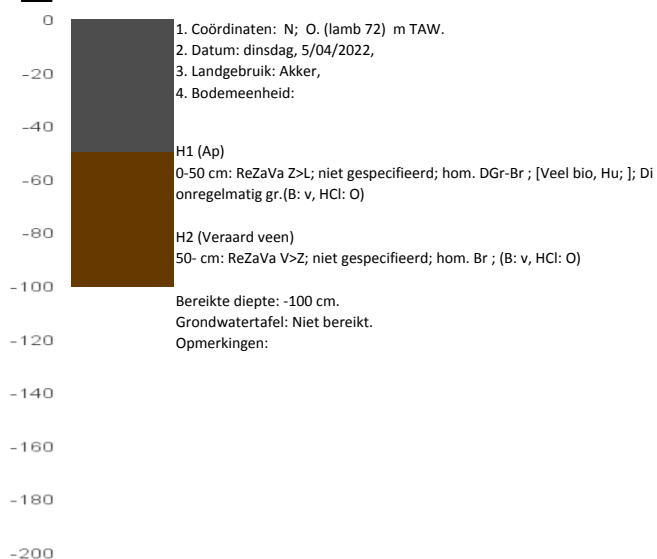 0
-20
-40
-60
-80
-100
-120
-140
-160
-180
-200
1. Coördinaten: N; O. (lamb 72) m TAW.
2. Datum: dinsdag, 5/04/2022,
3. Landgebruik: Akker,
4. Bodemeenheid:
H1 (Ap)
0-50 cm: ReZaVa Z>L; niet gespecifieerd; hom. DGr-Br ; [Veel bio, Hu; ]; Di
onregelmatig gr.(B: v, HCl: O)
H2 (Veraard veen)
50- cm: ReZaVa V>Z; niet gespecifieerd; hom. Br ; (B: v, HCl: O)
Bereikte diepte: -100 cm.
Grondwatertafel: Niet bereikt.
Opmerkingen: